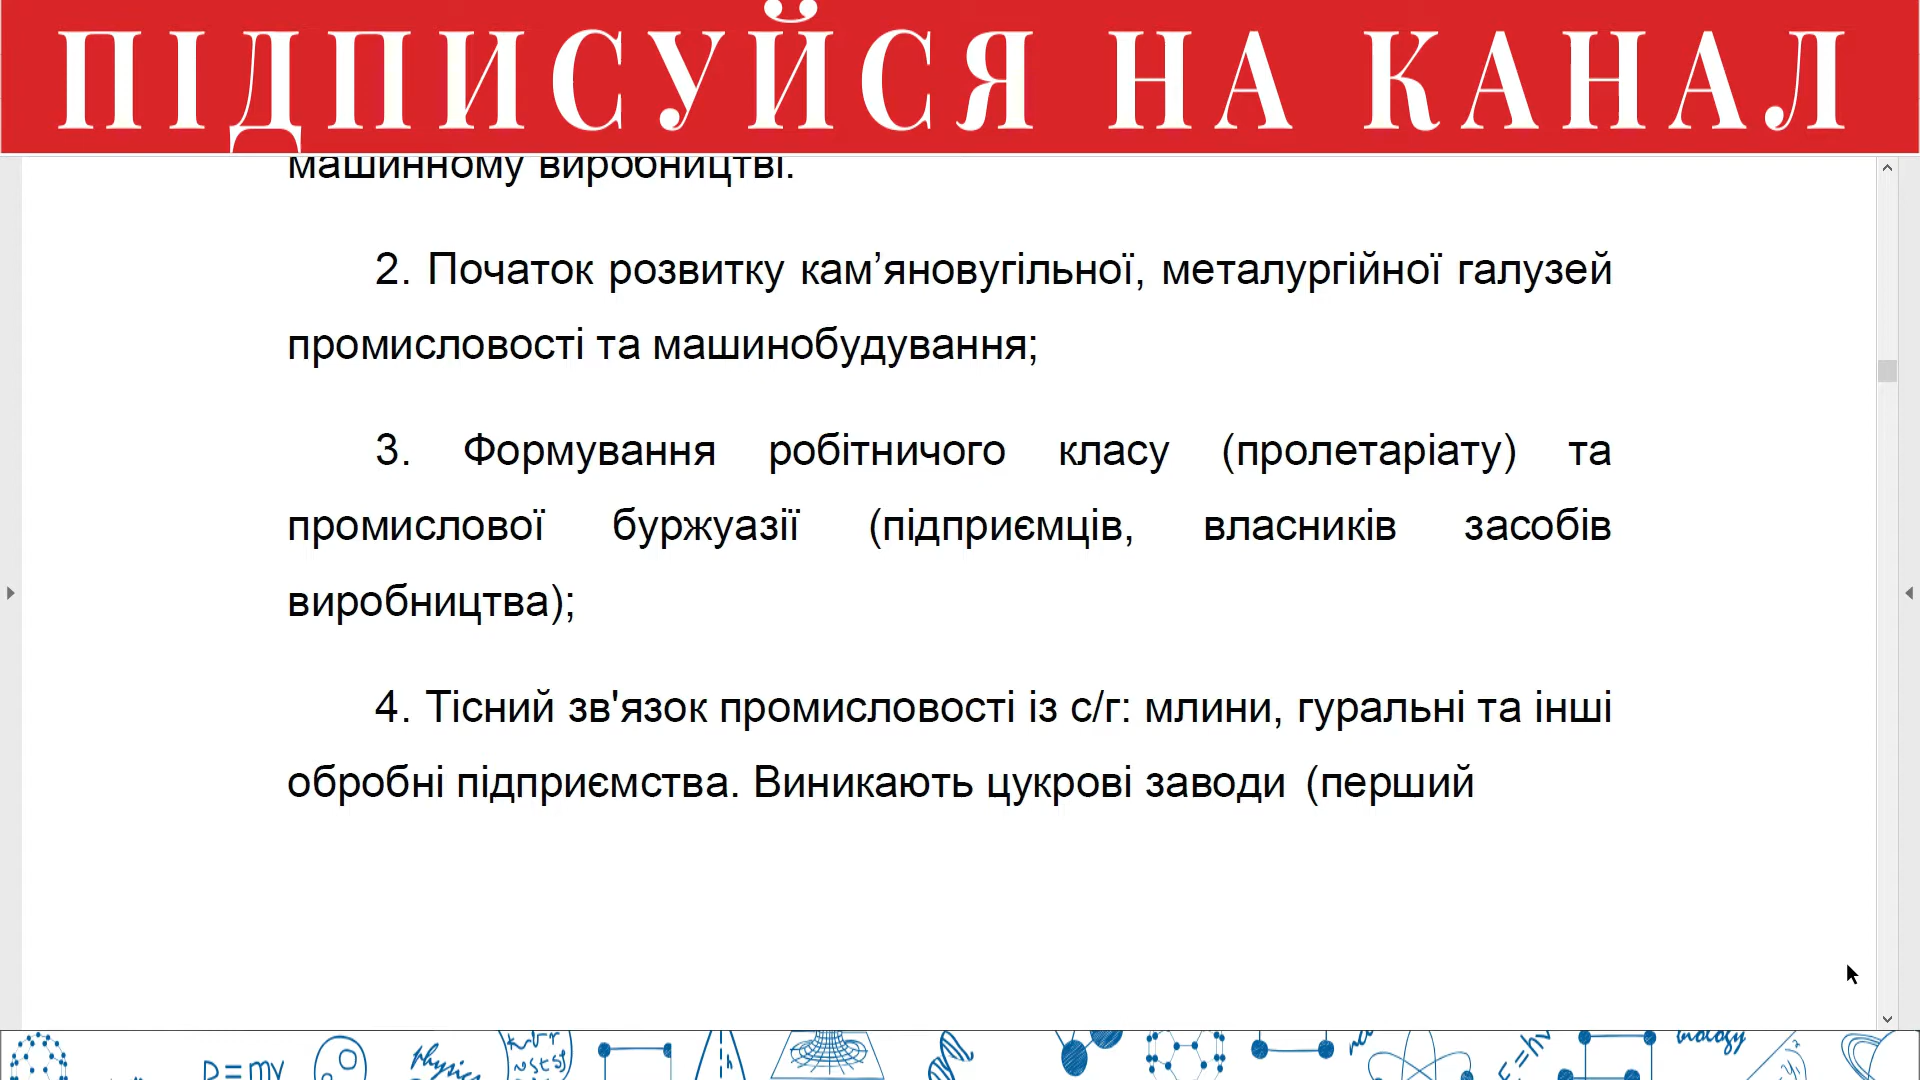 ПІДПИСУЙСЯ НА КАНАЛ
машинному виробництві.
2. Початок розвитку кам’яновугільної, металургійної галузей
промисловості та машинобудування;
3. Формування робітничого класу (пролетаріату) та
промислової буржуазії (підприємців, власників засобів
виробництва);
4. Тісний зв'язок промисловості із с/г: млини, гуральні та інші
обробні підприємства. Виникають цукрові заводи (перший
physics
biology